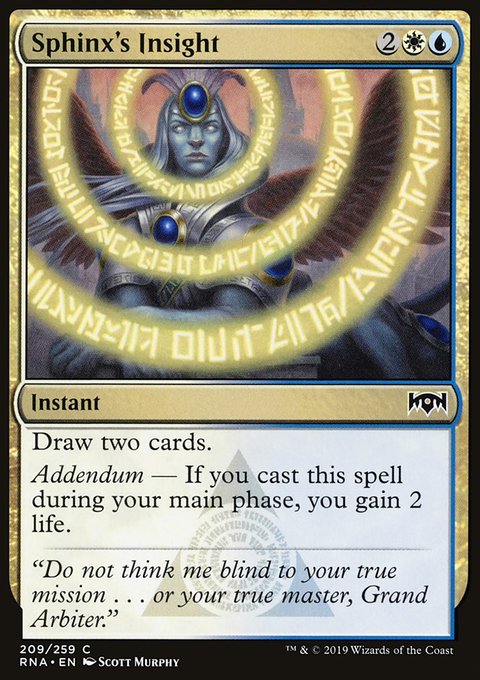 Sphinx's Insight 2
Instant
Draw two cards.
Addendum — If you cast this spell
during your main phase, you gain 2
life.
"Do not think me blind to your true
mission . . . or your true master, Grand
Arbiter."
209/259 C
RNA • EN Scott Murphy
™ & © 2019 Wizards of the Coast